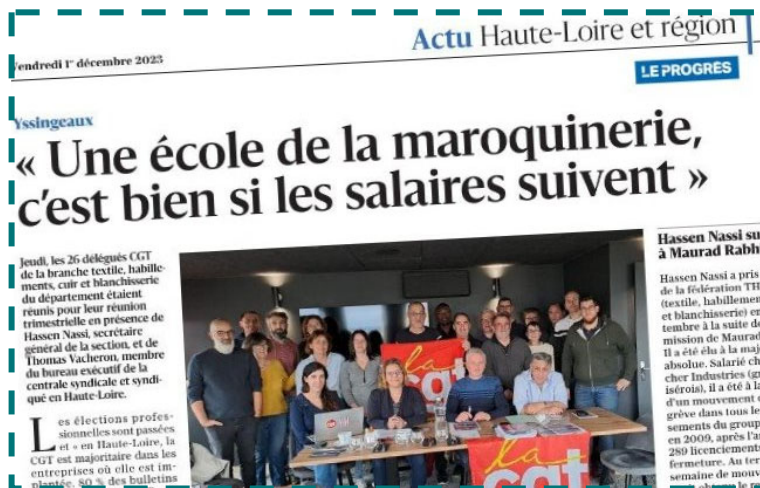 Vendredi 1er décembre 2023
Actu Haute-Loire et région
LE PROGRÈS
Yssingeaux
« Une école de la maroquinerie,
c'est bien si les salaires suivent »
Jeudi, les 26 délégués CGT
de la branche textile, habille-
ments, cuir et blanchisserie
du département étaient
réunis pour leur réunion
trimestrielle en présence de
Hassen Nassi, secrétaire
général de la section, et de
Thomas Vacheron, membre
du bureau exécutif de la
centrale syndicale et syndi-
qué en Haute-Loire.
Les élections profes-
sionnelles sont passées
et « en Haute-Loire, la
CGT est majoritaire dans les
entreprises où elle est im-
plantée. 80 % des bulletins
la
cgt
la
cgt
Hassen Nassi su
à Maurad Rabh
Hassen Nassi a pris
de la fédération TH
(textile, habillemen
et blanchisserie) en
tembre à la suite de
mission de Maurad
Il a été élu à la maj
absolue. Salarié ch
cher Industries (gr
isérois), il a été à la
d'un mouvement d
grève dans tous le
sements du group
en 2009, après l'a
289 licenciements
fermeture. Au ter
semaine de mouv